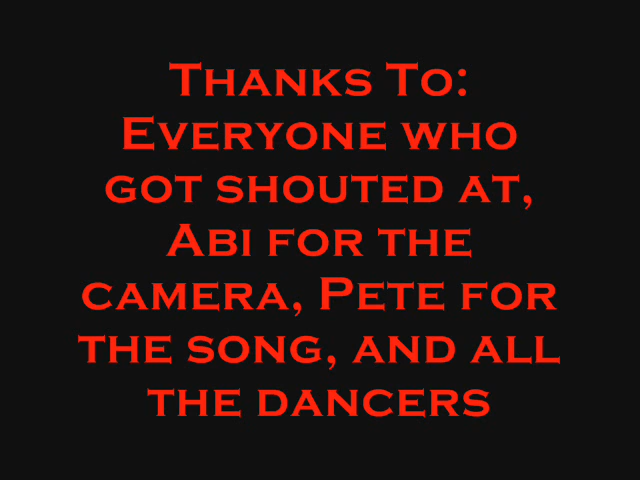 Thanks To:
Everyone who
got shouted at,
Abi for the
camera, Pete for
the song, and all
the dancers